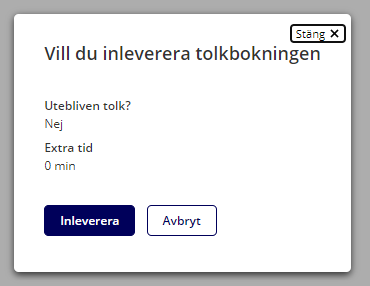 Stäng ✕
Vill du inleverera tolkbokningen
Utebliven tolk?
Nej
Extra tid
0 min
Inleverera
Avbryt